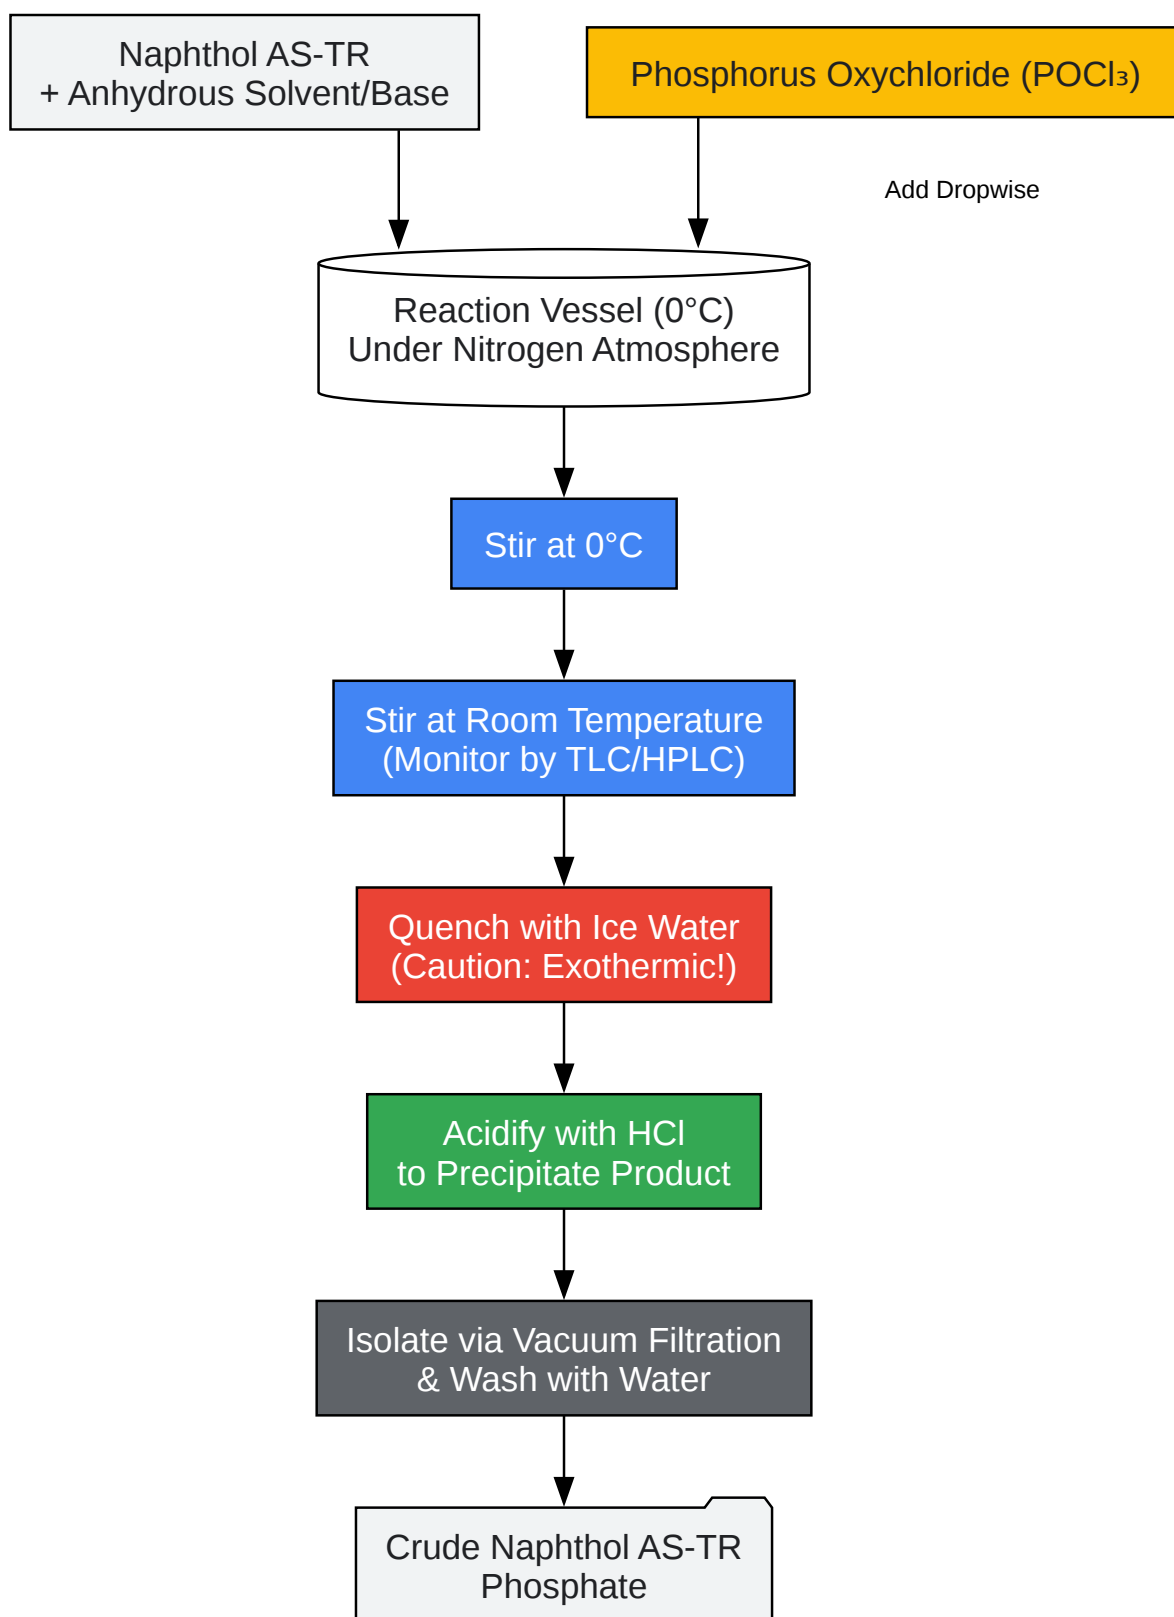 Naphthol AS-TR
+ Anhydrous Solvent/Base
Phosphorus Oxychloride (POCl₃)
Add Dropwise
Reaction Vessel (0°C)
Under Nitrogen Atmosphere
Stir at 0°C
Stir at Room Temperature
(Monitor by TLC/HPLC)
Quench with Ice Water
(Caution: Exothermic!)
Acidify with HCl
to Precipitate Product
Isolate via Vacuum Filtration
& Wash with Water
Crude Naphthol AS-TR
Phosphate